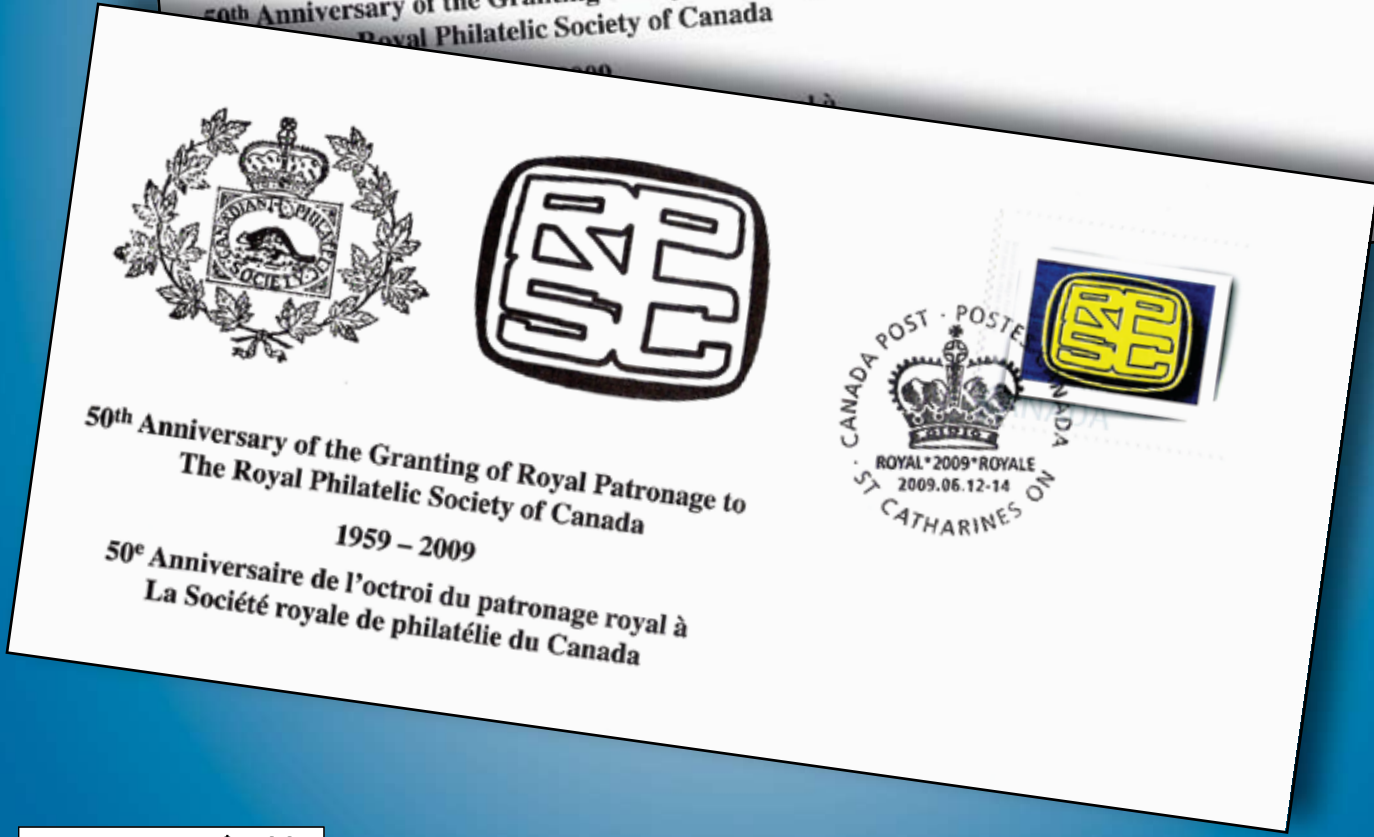 50th Anniversary of the
Royal Philatelic Society of Canada
CANADIAN PHILATELIC
SOCIETY
RPSC
50th Anniversary of the Granting of Royal Patronage to
The Royal Philatelic Society of Canada
1959 – 2009
50e Anniversaire de l'octroi du patronage royal à
La Société royale de philatélie du Canada
· CANADA POST · POSTES CANADA
ROYAL*2009*ROYALE
2009.06.12-14
· ST CATHARINES ON
RPSC
CANADA